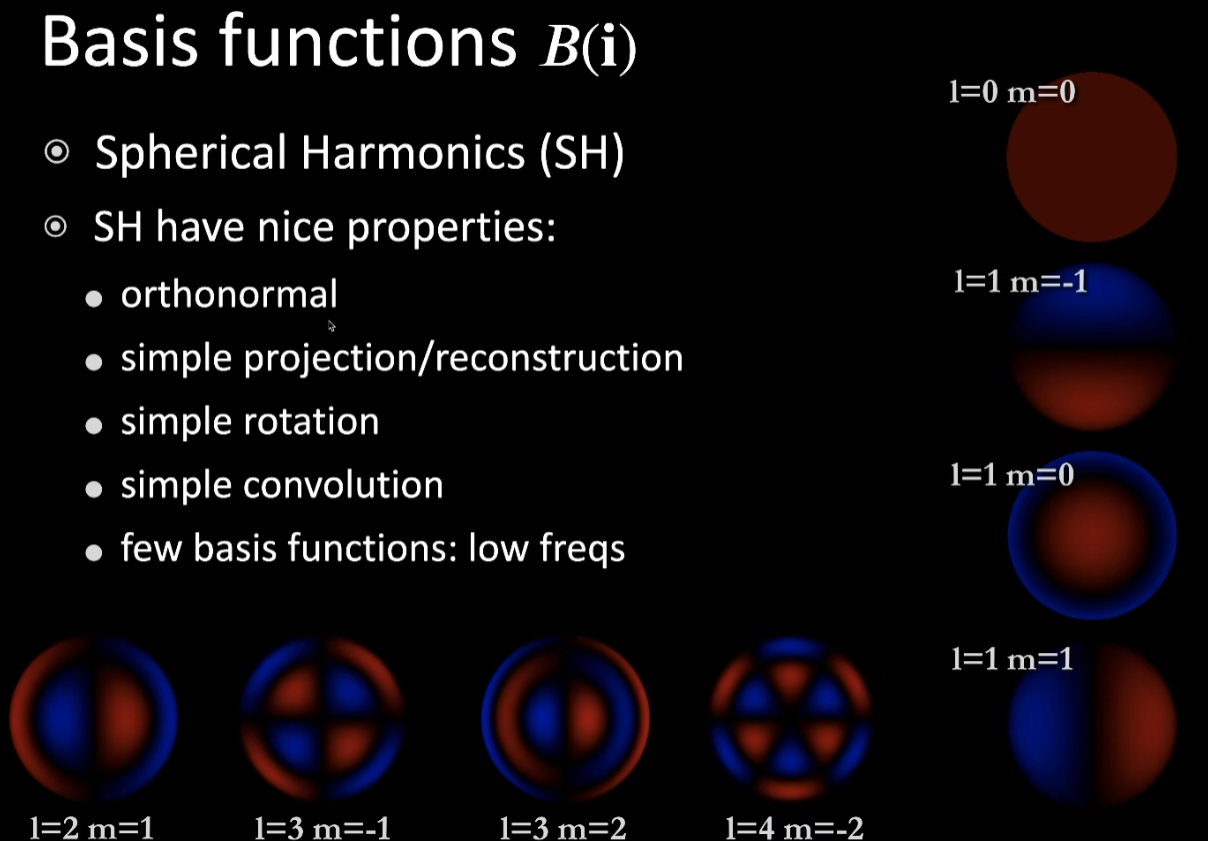 Basis functions B(i)
Spherical Harmonics (SH)
SH have nice properties:
orthonormal
simple projection/reconstruction
simple rotation
simple convolution
few basis functions: low freqs
l=0 m=0
l=1 m=-1
l=1 m=0
l=1 m=1
l=2 m=1
l=3 m=-1
l=3 m=2
l=4 m=-2